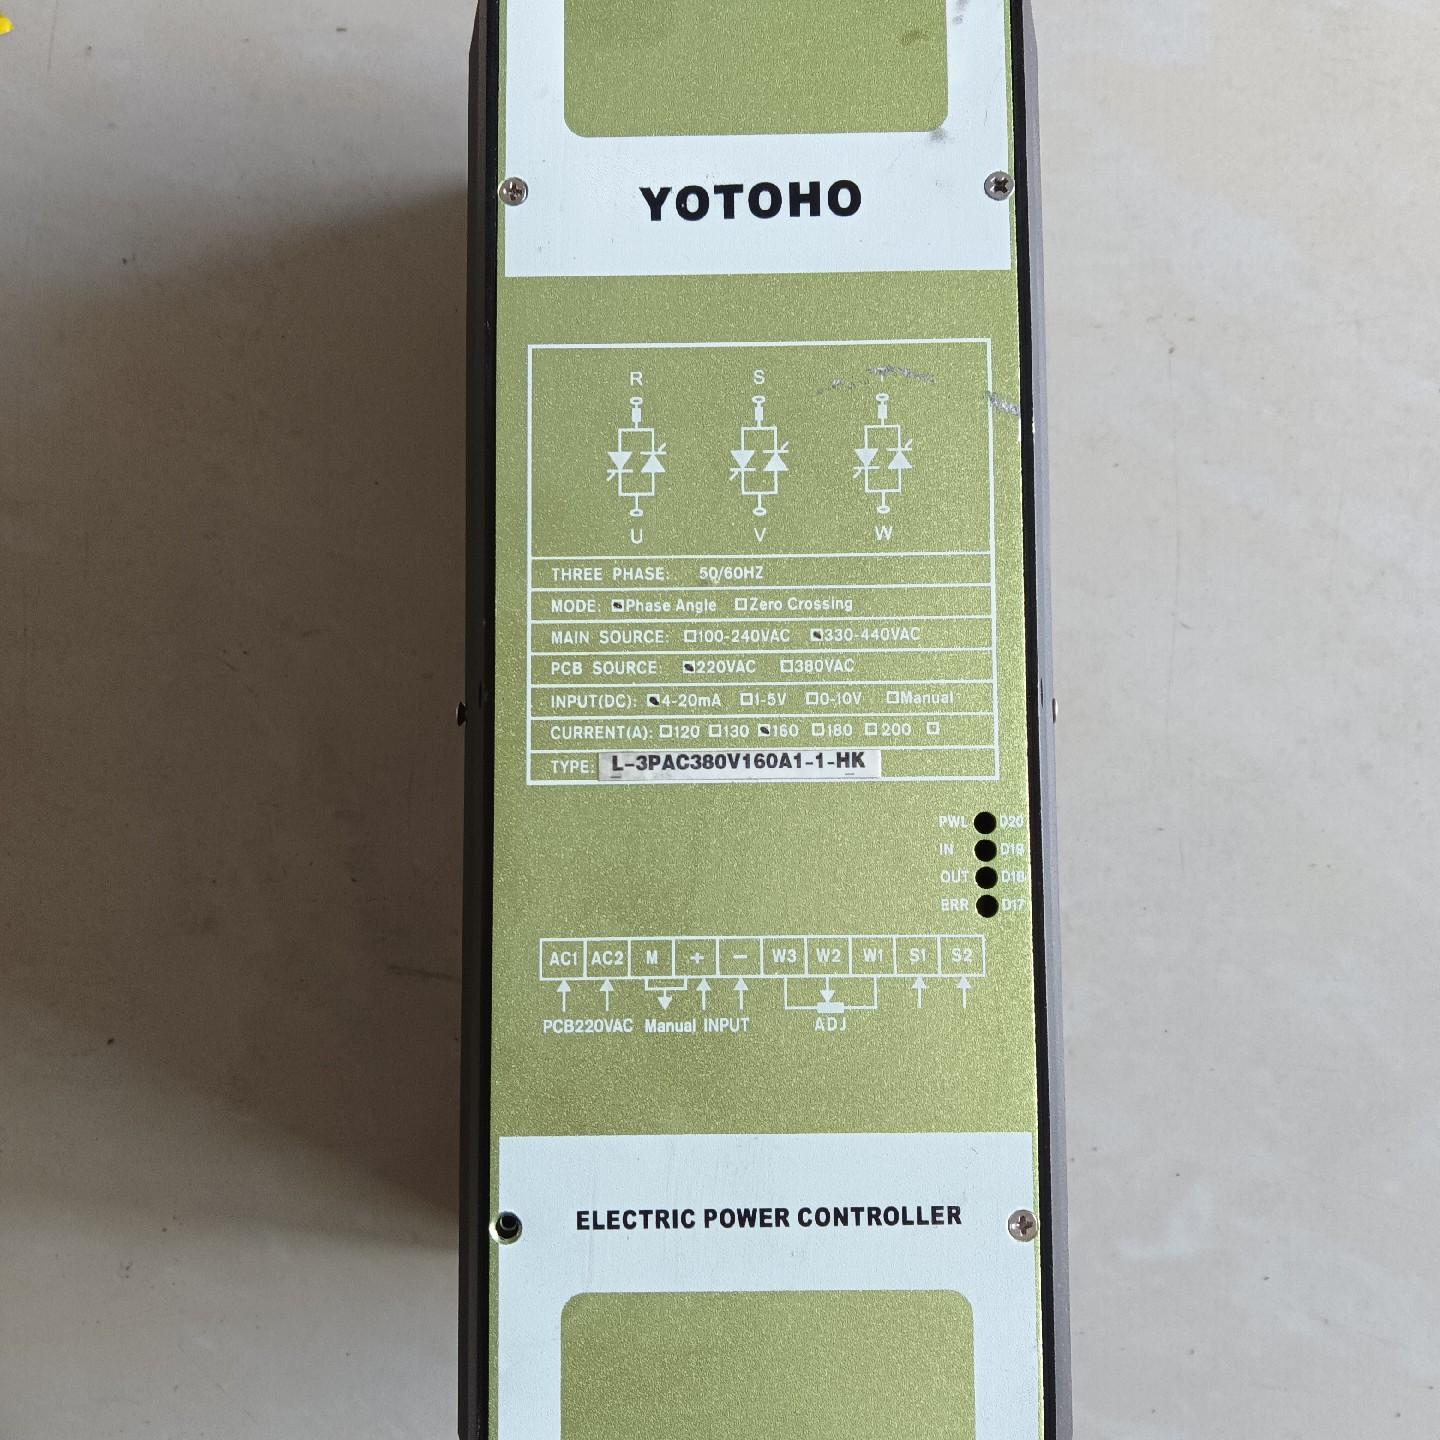 YOTOHO
R S
U V W
THREE PHASE: 50/60HZ
MODE: Phase Angle Zero Crossing
MAIN SOURCE: 100-240VAC 330-440VAC
PCB SOURCE: 220VAC 380VAC
INPUT(DC): 4-20mA 1-5V 0-10V Manual
CURRENT(A): 120 130 160 180 200
TYPE: L-3PAC380V160A1-1-HK
PWL D20
IN D19
OUT D18
ERR D17
AC1 AC2 M + − W3 W2 W1 S1 S2
PCB220VAC Manual INPUT ADJ
ELECTRIC POWER CONTROLLER